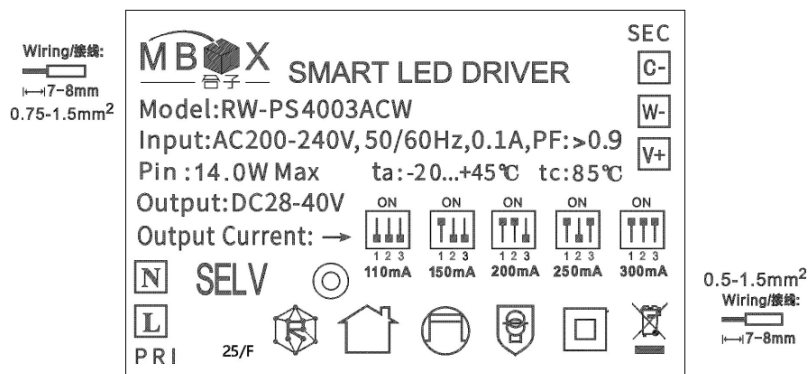 Wiring/接线:
7-8mm
0.75-1.5mm²
MBOX
合子
SMART LED DRIVER
SEC
C-
W-
V+
Model:RW-PS4003ACW
Input:AC200-240V,50/60Hz,0.1A,PF:>0.9
Pin:14.0W Max ta:-20...+45℃ tc:85℃
Output:DC28-40V
Output Current: →
ON ON ON ON ON
1 2 3 1 2 3 1 2 3 1 2 3 1 2 3
110mA 150mA 200mA 250mA 300mA
N
SELV
L
PRI
25/F
R
0.5-1.5mm²
Wiring/接线:
7-8mm